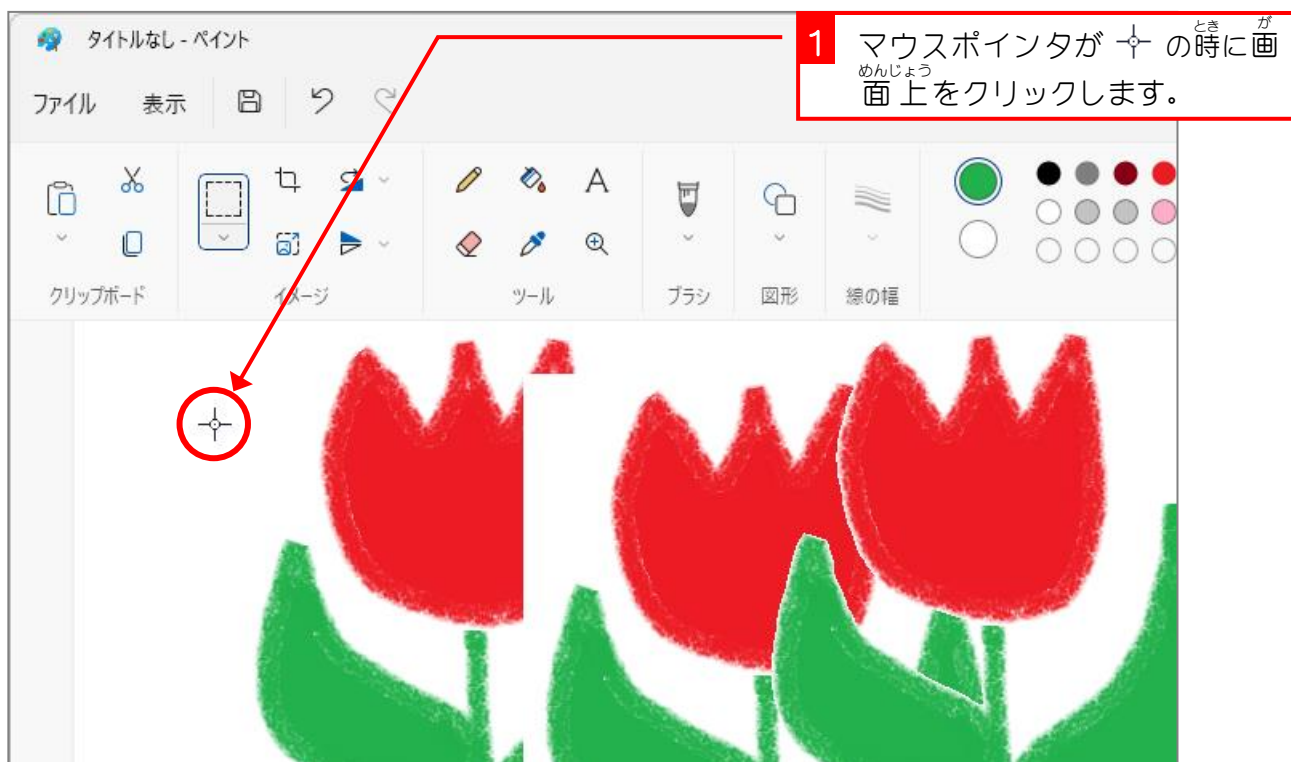 タイトルなし - ペイント
1
とき が
マウスポインタが の時に画
めんじょう
面上をクリックします。
ファイル 表示
A
クリップボード イメージ ツール ブラシ 図形 線の幅